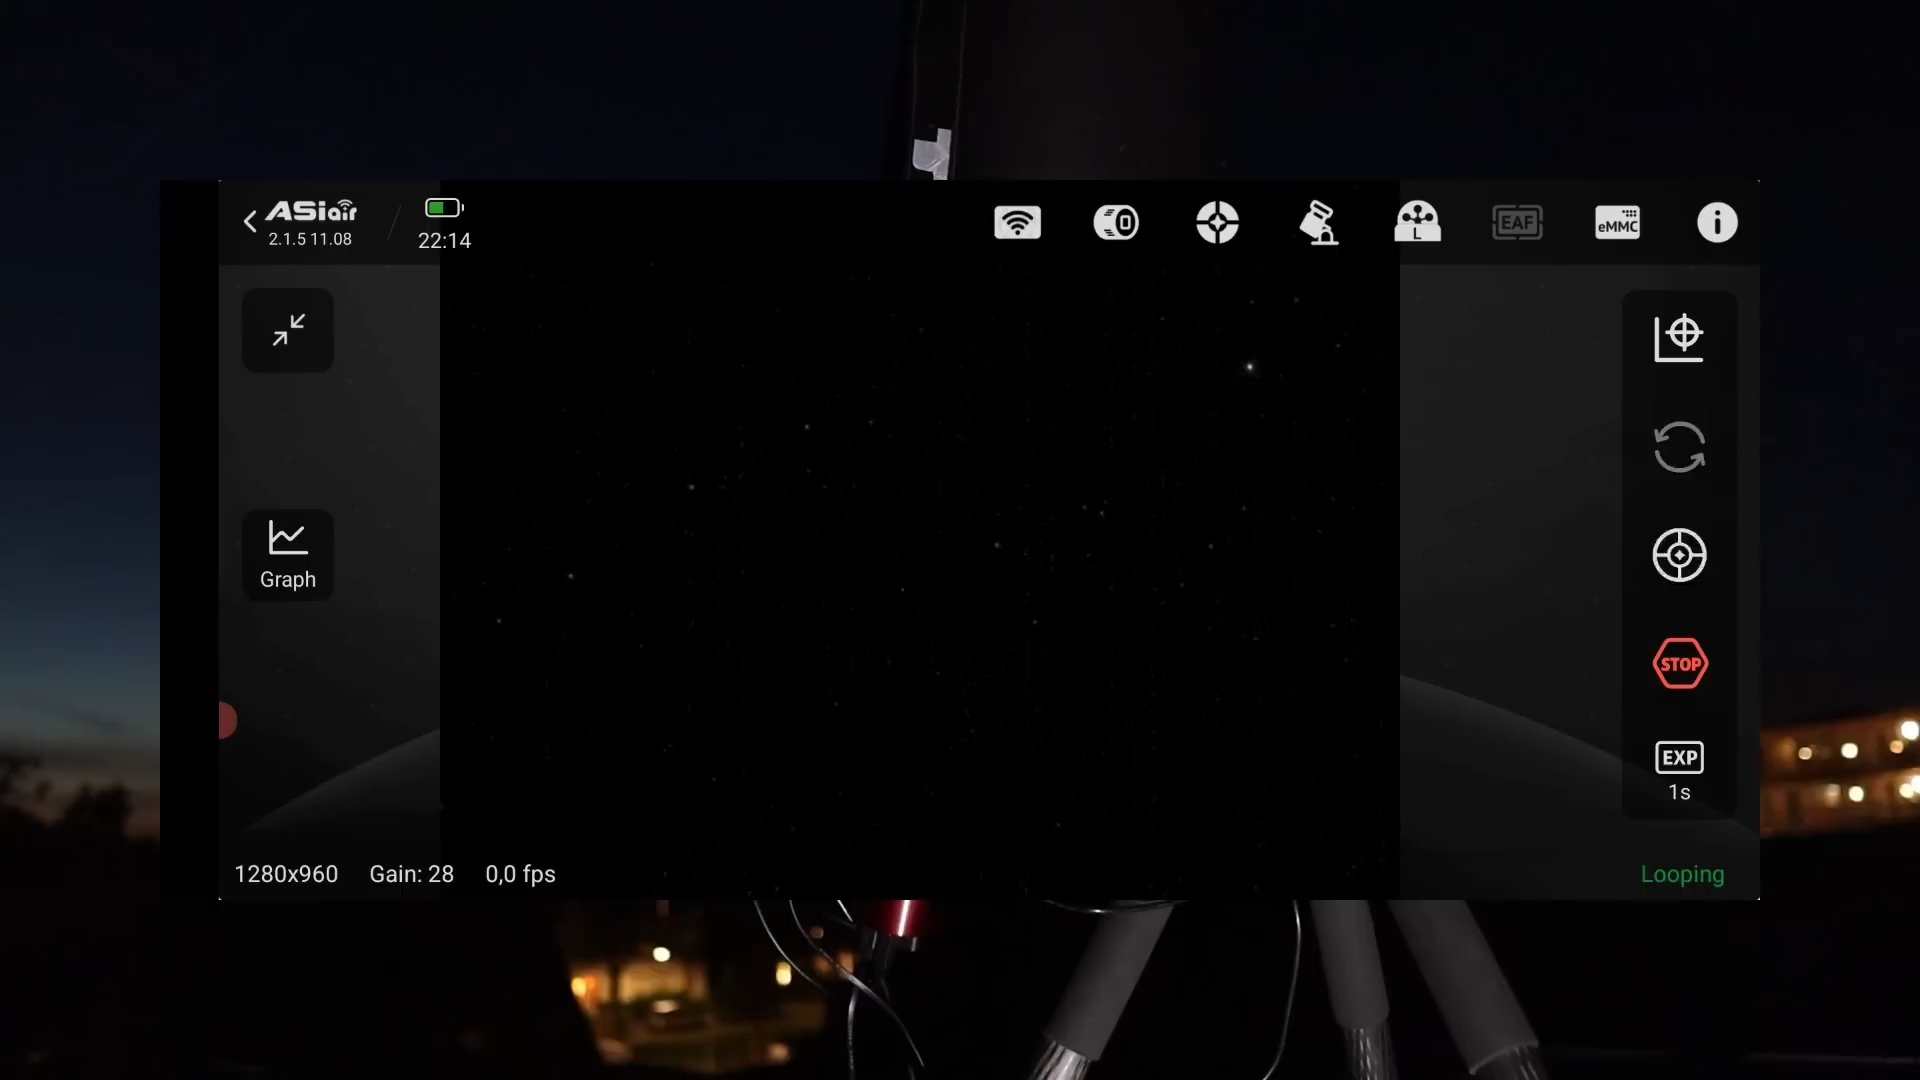 ASiair
2.1.5 11.08
22:14
L
EAF
eMMC
i
Graph
STOP
EXP
1s
1280x960
Gain: 28
0,0 fps
Looping